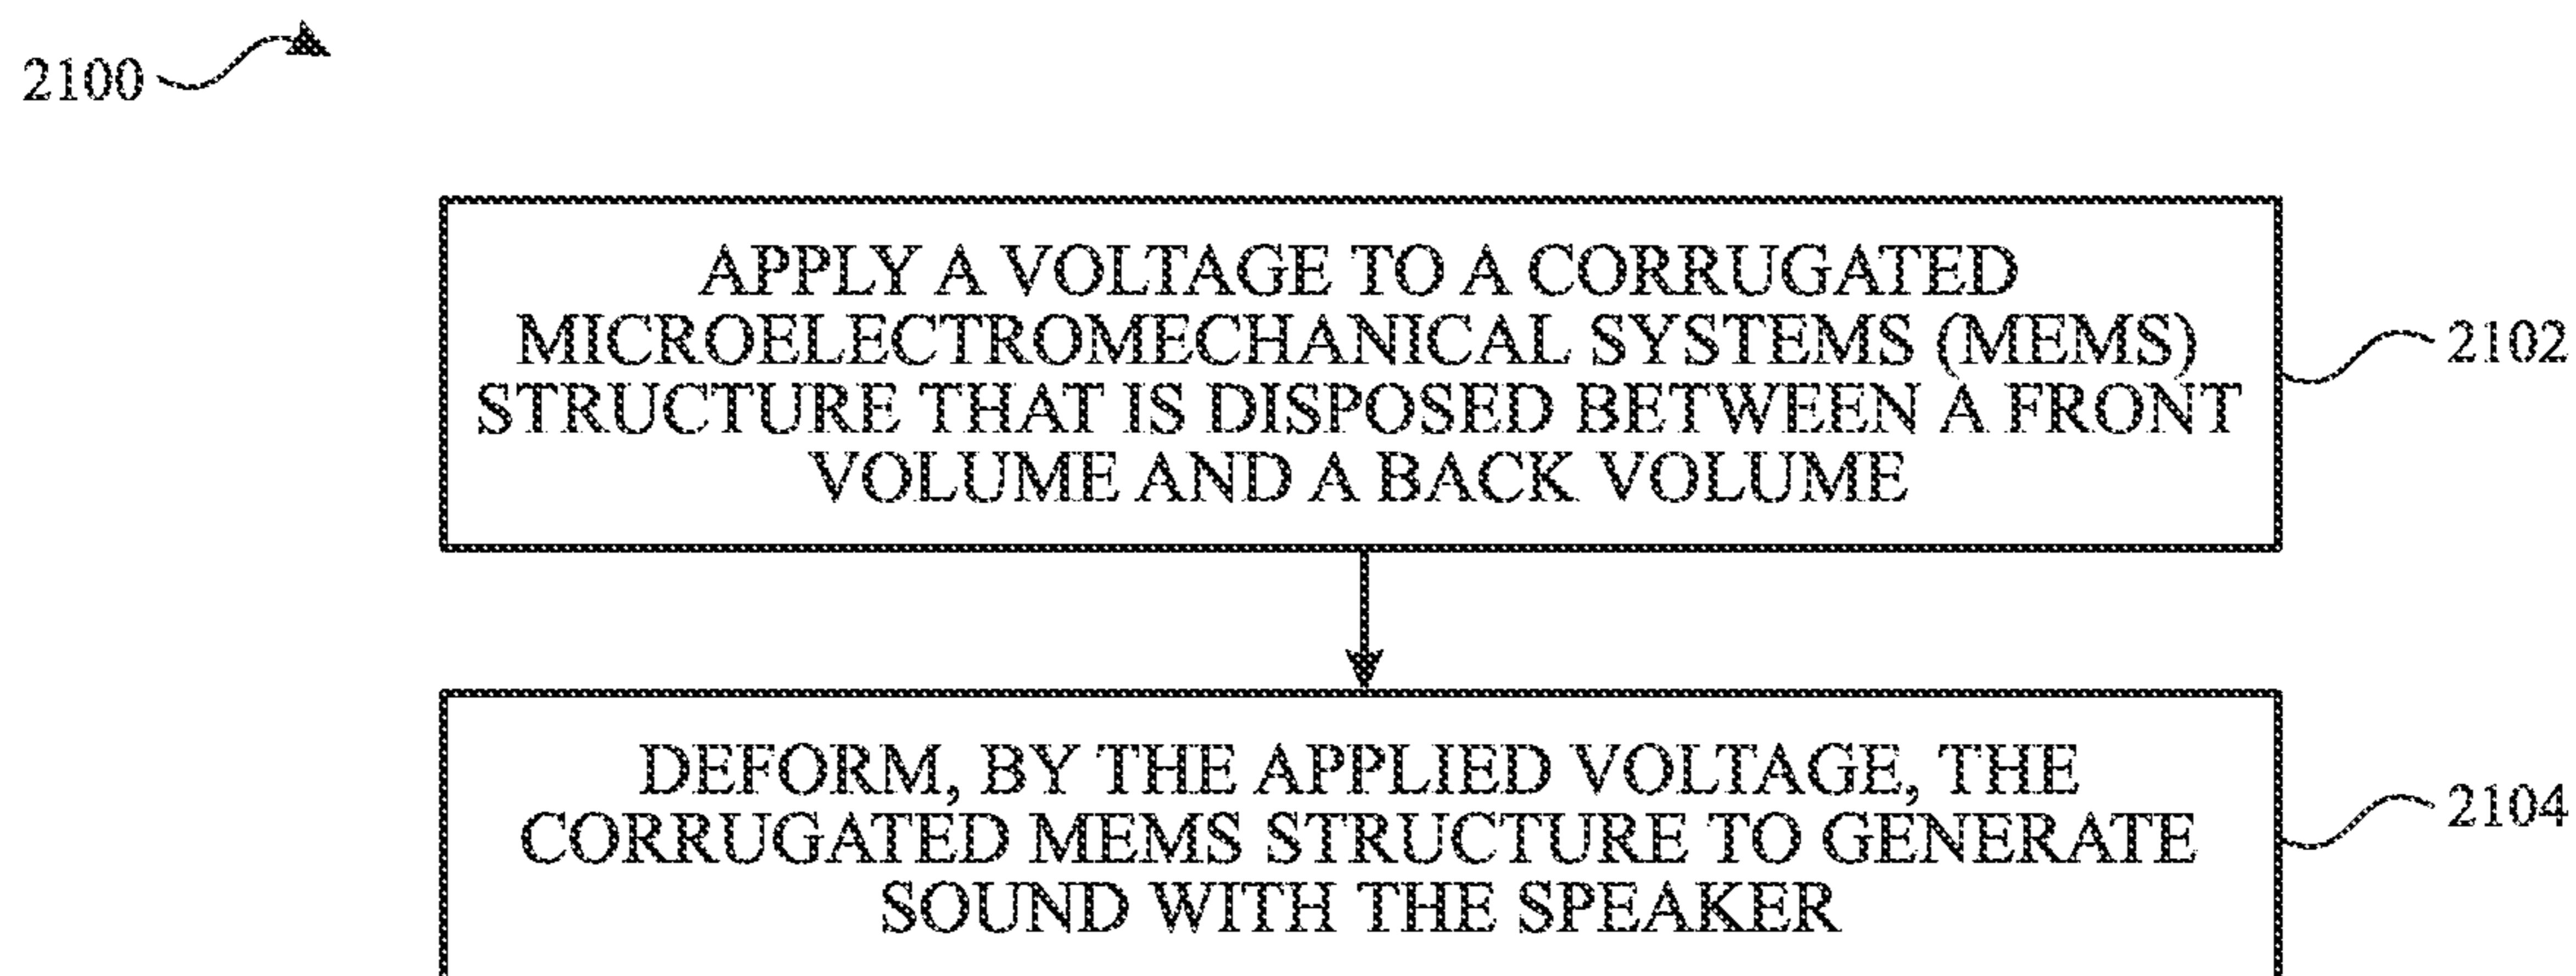 2100
APPLY A VOLTAGE TO A CORRUGATED
MICROELECTROMECHANICAL SYSTEMS (MEMS)
STRUCTURE THAT IS DISPOSED BETWEEN A FRONT
VOLUME AND A BACK VOLUME
2102
DEFORM, BY THE APPLIED VOLTAGE, THE
CORRUGATED MEMS STRUCTURE TO GENERATE
SOUND WITH THE SPEAKER
2104